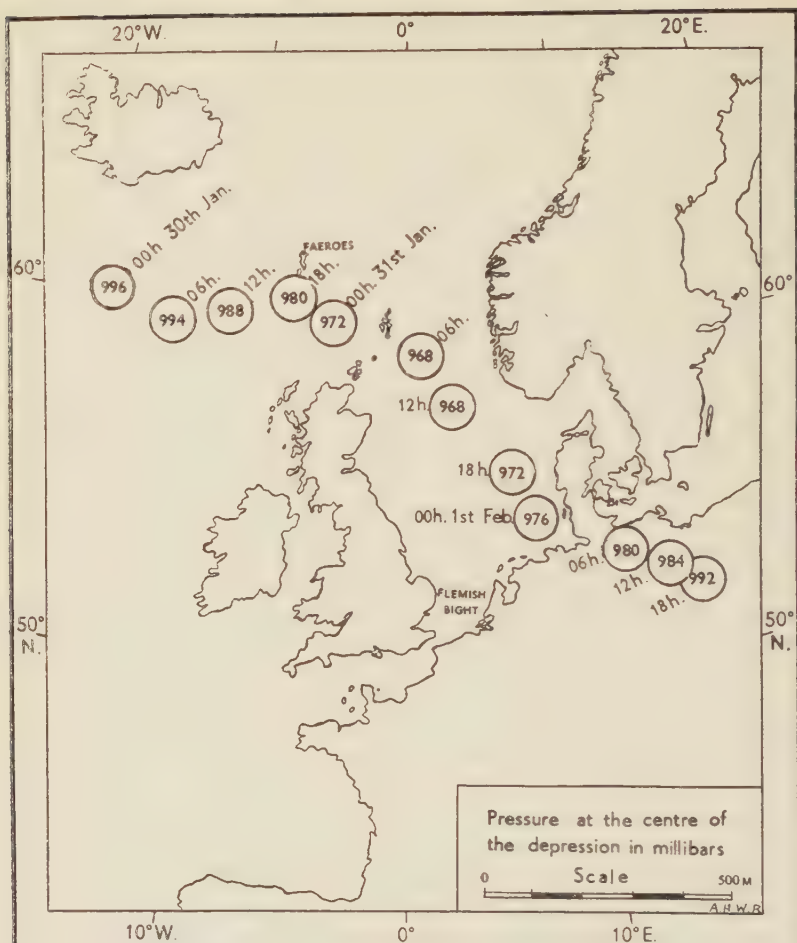 20°W. 0° 20°E.
00h 30th Jan.
FAEROES
60° 60°
996
06h.
994
12h.
988
18h.
980
00h. 31st Jan.
972
06h.
968
12h. 968
18h. 972
00h. 1st Feb. 976
06h. 980
12h. 984
18h. 992
FLEMISH
BIGHT
50° 50°
N. N.
Pressure at the centre of
the depression in millibars
Scale
0 500 M
A.H.W.R.
10°W. 0° 10°E.